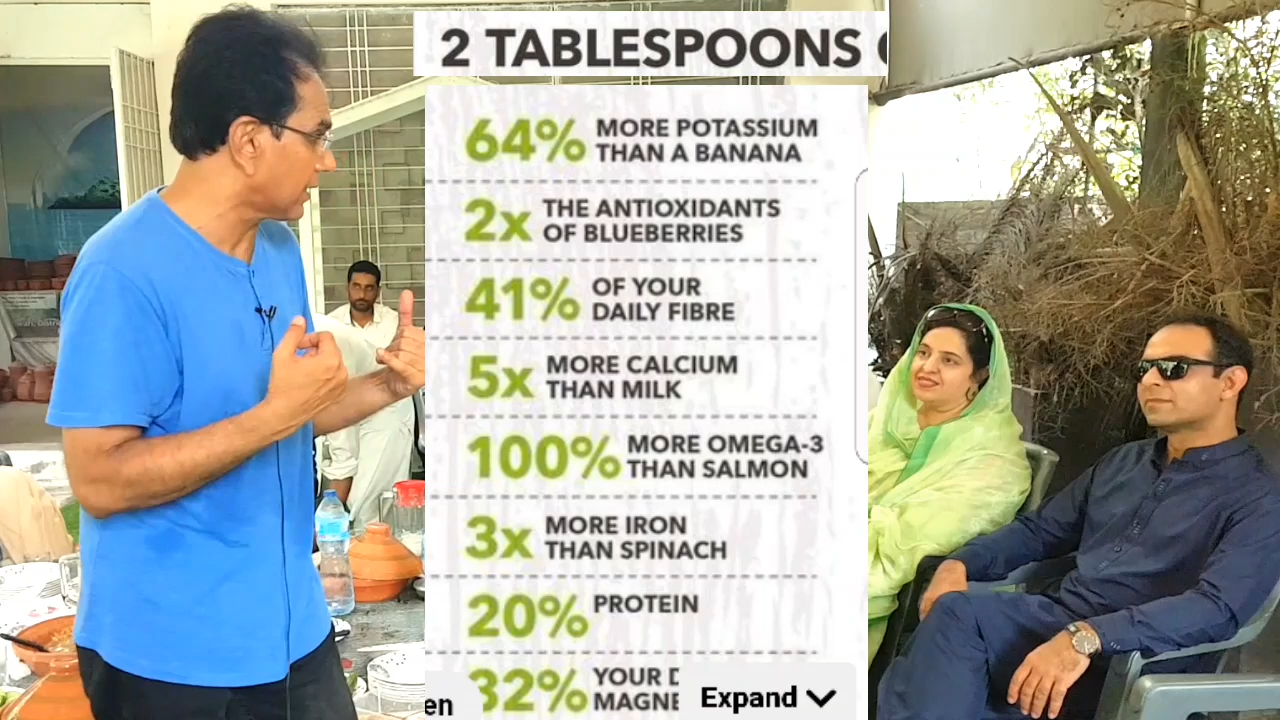 2 TABLESPOONS
64% MORE POTASSIUM
THAN A BANANA
2x THE ANTIOXIDANTS
OF BLUEBERRIES
41% OF YOUR
DAILY FIBRE
5x MORE CALCIUM
THAN MILK
100% MORE OMEGA-3
THAN SALMON
3x MORE IRON
THAN SPINACH
20% PROTEIN
32% YOUR D
MAGNE
en
Expand